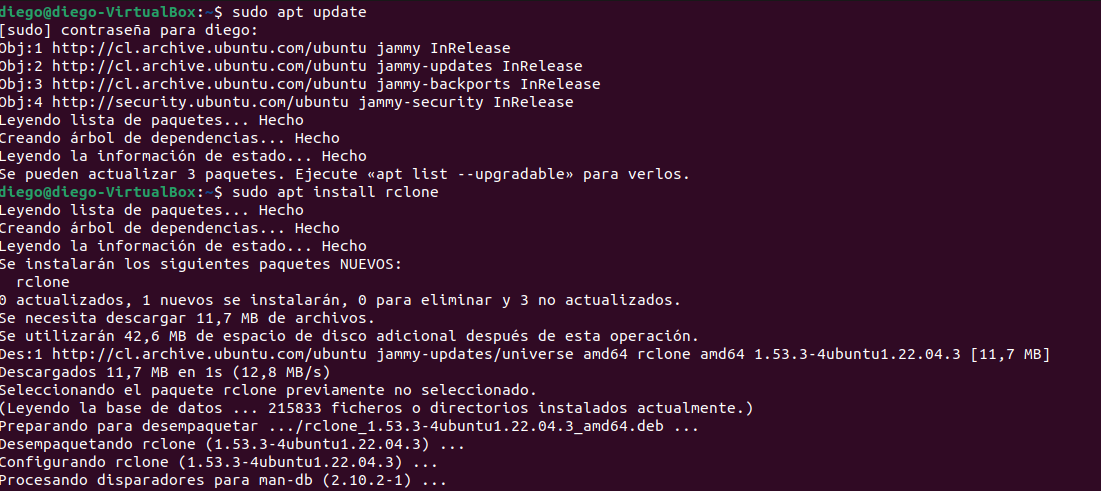 diego@diego-VirtualBox:~$ sudo apt update
[sudo] contraseña para diego:
Obj:1 http://cl.archive.ubuntu.com/ubuntu jammy InRelease
Obj:2 http://cl.archive.ubuntu.com/ubuntu jammy-updates InRelease
Obj:3 http://cl.archive.ubuntu.com/ubuntu jammy-backports InRelease
Obj:4 http://security.ubuntu.com/ubuntu jammy-security InRelease
Leyendo lista de paquetes... Hecho
Creando árbol de dependencias... Hecho
Leyendo la información de estado... Hecho
Se pueden actualizar 3 paquetes. Ejecute «apt list --upgradable» para verlos.
diego@diego-VirtualBox:~$ sudo apt install rclone
Leyendo lista de paquetes... Hecho
Creando árbol de dependencias... Hecho
Leyendo la información de estado... Hecho
Se instalarán los siguientes paquetes NUEVOS:
  rclone
0 actualizados, 1 nuevos se instalarán, 0 para eliminar y 3 no actualizados.
Se necesita descargar 11,7 MB de archivos.
Se utilizarán 42,6 MB de espacio de disco adicional después de esta operación.
Des:1 http://cl.archive.ubuntu.com/ubuntu jammy-updates/universe amd64 rclone amd64 1.53.3-4ubuntu1.22.04.3 [11,7 MB]
Descargados 11,7 MB en 1s (12,8 MB/s)
Seleccionando el paquete rclone previamente no seleccionado.
(Leyendo la base de datos ... 215833 ficheros o directorios instalados actualmente.)
Preparando para desempaquetar .../rclone_1.53.3-4ubuntu1.22.04.3_amd64.deb ...
Desempaquetando rclone (1.53.3-4ubuntu1.22.04.3) ...
Configurando rclone (1.53.3-4ubuntu1.22.04.3) ...
Procesando disparadores para man-db (2.10.2-1) ...